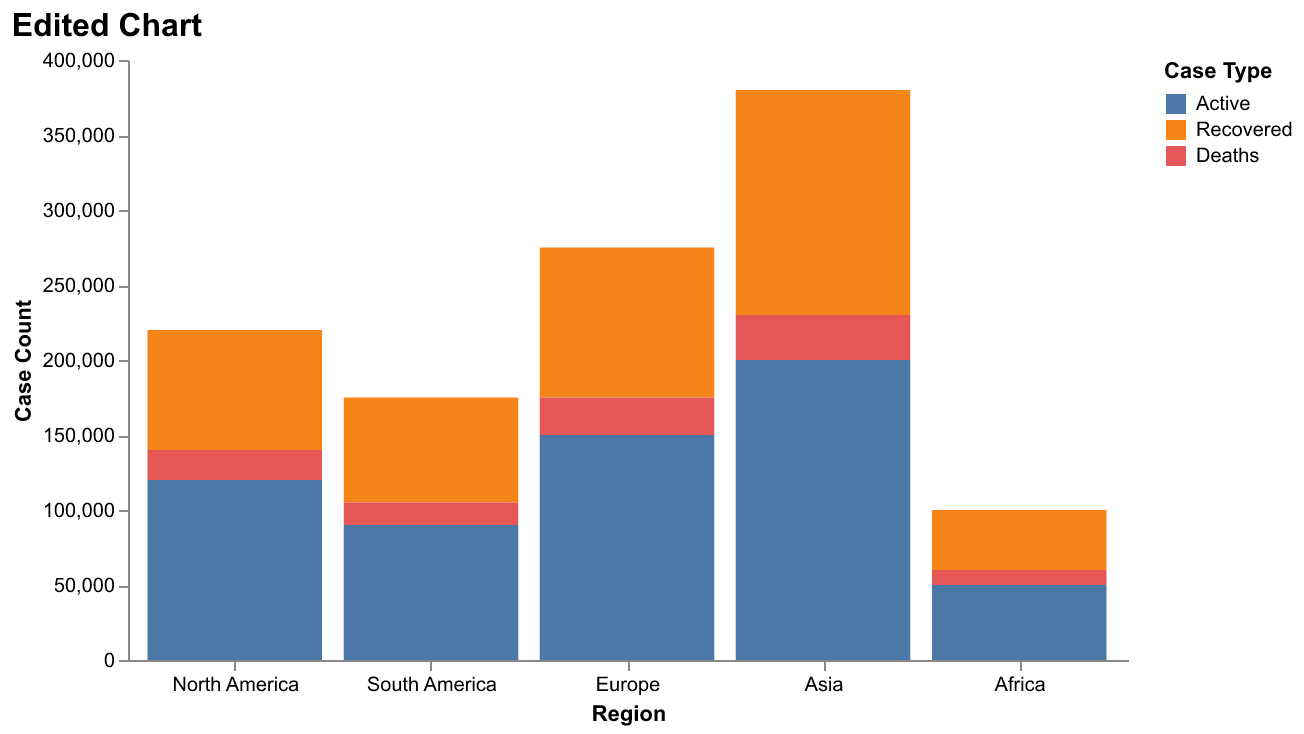 Edited Chart
400,000
350,000
300,000
250,000
200,000
150,000
100,000
50,000
0
Case Count
North America
South America
Europe
Asia
Africa
Region
Case Type
Active
Recovered
Deaths